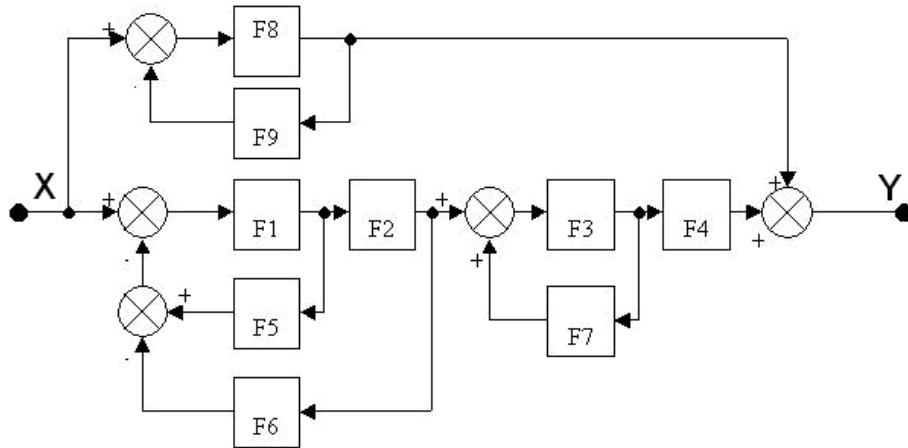 + F8
-
F9
X + + + Y
F1 F2 F3 F4
+ +
- +
F5 F7
-
F6